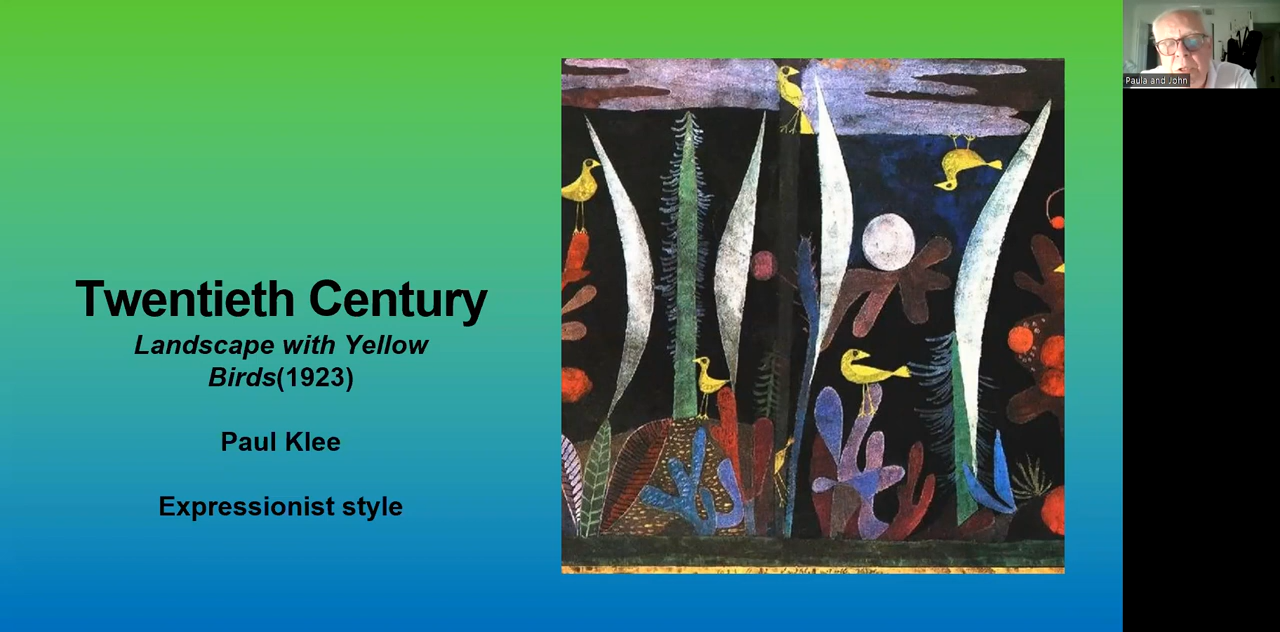 Twentieth Century
Landscape with Yellow
Birds(1923)
Paul Klee
Expressionist style
Paula and John